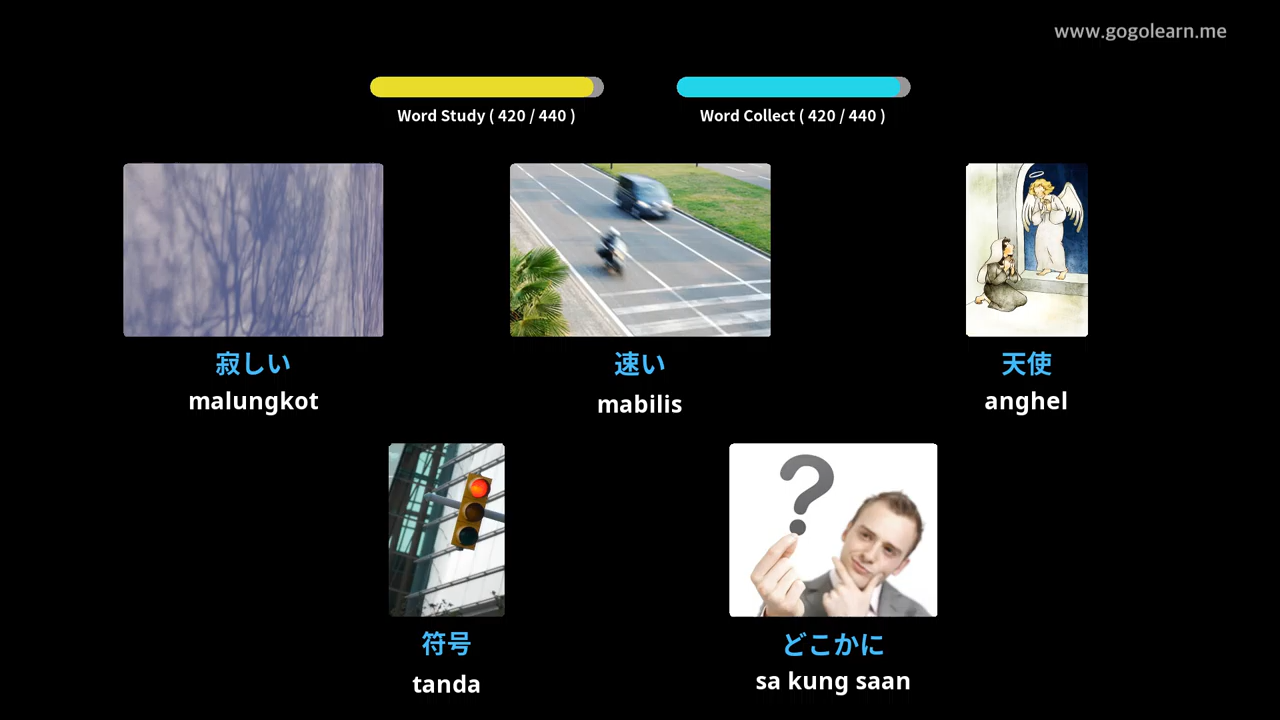 www.gogolearn.me
Word Study ( 420 / 440 )
Word Collect ( 420 / 440 )
寂しい
malungkot
速い
mabilis
天使
anghel
符号
tanda
どこかに
sa kung saan